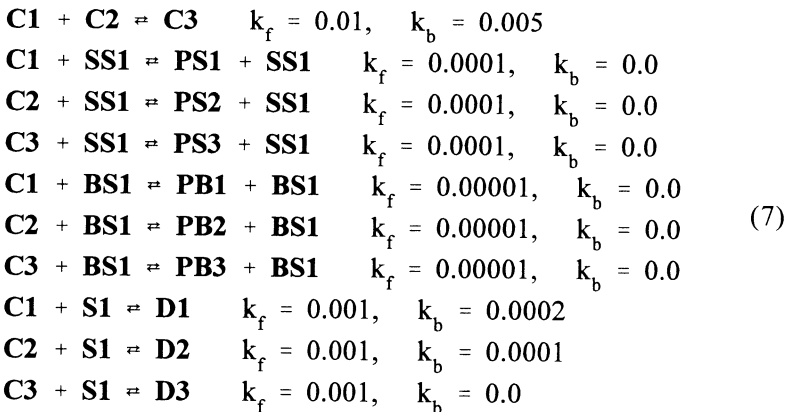 C1 + C2 ⇌ C3 k_f = 0.01, k_b = 0.005
C1 + SS1 ⇌ PS1 + SS1 k_f = 0.0001, k_b = 0.0
C2 + SS1 ⇌ PS2 + SS1 k_f = 0.0001, k_b = 0.0
C3 + SS1 ⇌ PS3 + SS1 k_f = 0.0001, k_b = 0.0
C1 + BS1 ⇌ PB1 + BS1 k_f = 0.00001, k_b = 0.0
C2 + BS1 ⇌ PB2 + BS1 k_f = 0.00001, k_b = 0.0 (7)
C3 + BS1 ⇌ PB3 + BS1 k_f = 0.00001, k_b = 0.0
C1 + S1 ⇌ D1 k_f = 0.001, k_b = 0.0002
C2 + S1 ⇌ D2 k_f = 0.001, k_b = 0.0001
C3 + S1 ⇌ D3 k_f = 0.001, k_b = 0.0